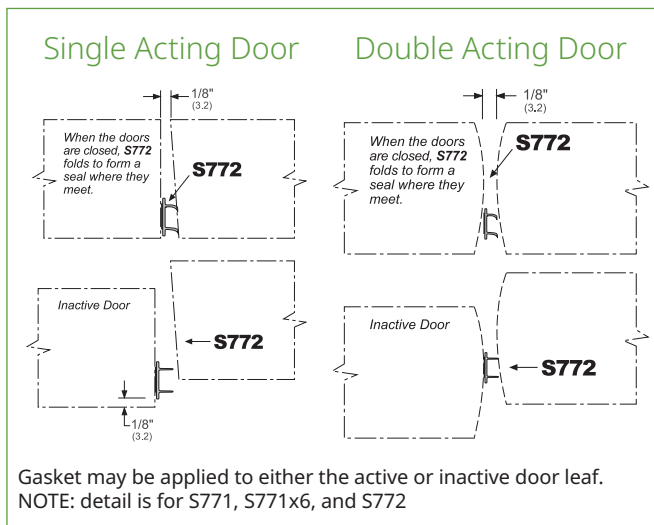 Single Acting Door
1/8"
(3.2)
When the doors
are closed, S772
folds to form a
seal where they
meet.
S772
Inactive Door
S772
1/8"
(3.2)
Double Acting Door
1/8"
(3.2)
When the doors
are closed, S772
folds to form a
seal where they
meet.
S772
Inactive Door
S772
Gasket may be applied to either the active or inactive door leaf.
NOTE: detail is for S771, S771x6, and S772